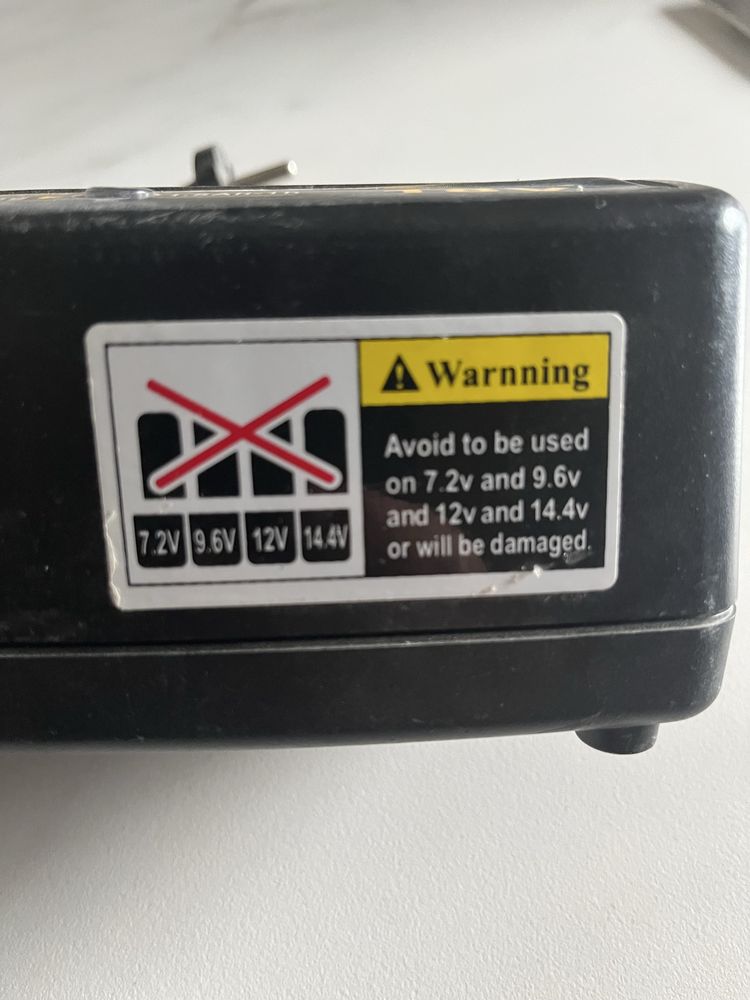 Warnning
Avoid to be used
on 7.2v and 9.6v
and 12v and 14.4v
or will be damaged.
7.2V 9.6V 12V 14.4V